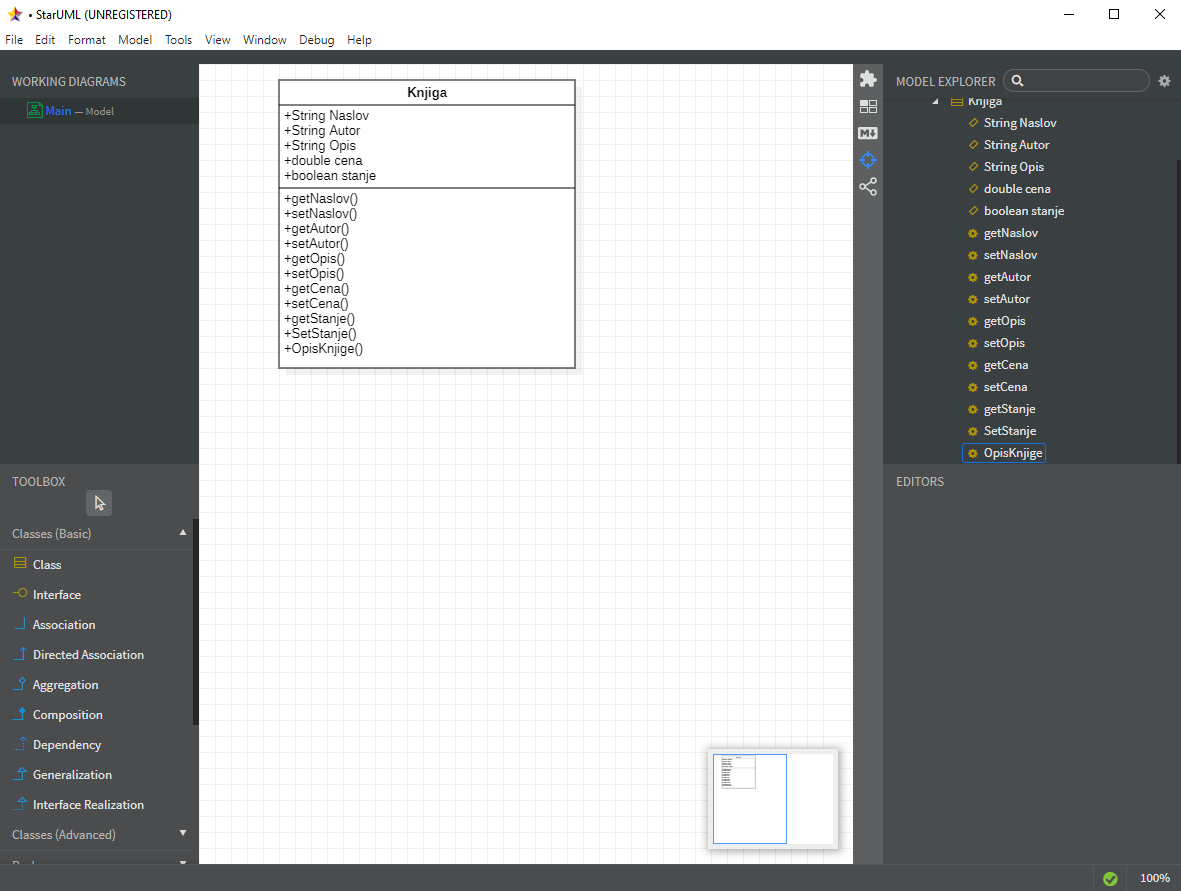 • StarUML (UNREGISTERED)
File Edit Format Model Tools View Window Debug Help
WORKING DIAGRAMS
Main — Model
TOOLBOX
Classes (Basic)
Class
Interface
Association
Directed Association
Aggregation
Composition
Dependency
Generalization
Interface Realization
Classes (Advanced)
Knjiga
+String Naslov
+String Autor
+String Opis
+double cena
+boolean stanje
+getNaslov()
+setNaslov()
+getAutor()
+setAutor()
+getOpis()
+setOpis()
+getCena()
+setCena()
+getStanje()
+SetStanje()
+OpisKnjige()
M
MODEL EXPLORER
Knjiga
String Naslov
String Autor
String Opis
double cena
boolean stanje
getNaslov
setNaslov
getAutor
setAutor
getOpis
setOpis
getCena
setCena
getStanje
SetStanje
OpisKnjige
EDITORS
100%